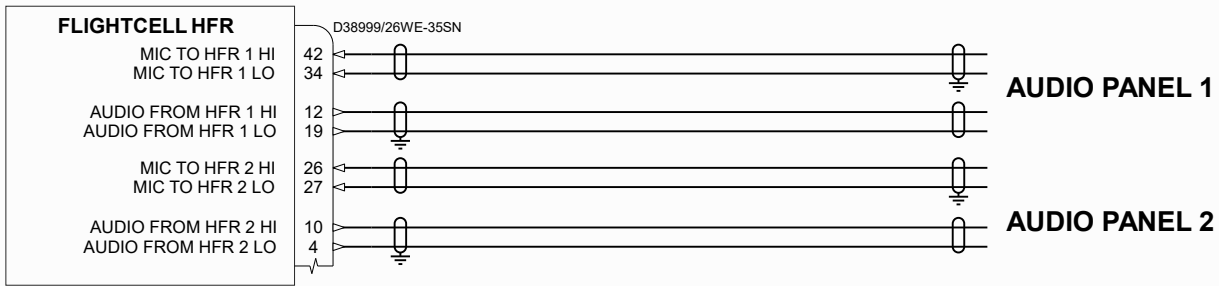 FLIGHTCELL HFR
D38999/26WE-35SN
MIC TO HFR 1 HI 42
MIC TO HFR 1 LO 34
AUDIO PANEL 1
AUDIO FROM HFR 1 HI 12
AUDIO FROM HFR 1 LO 19
MIC TO HFR 2 HI 26
MIC TO HFR 2 LO 27
AUDIO PANEL 2
AUDIO FROM HFR 2 HI 10
AUDIO FROM HFR 2 LO 4